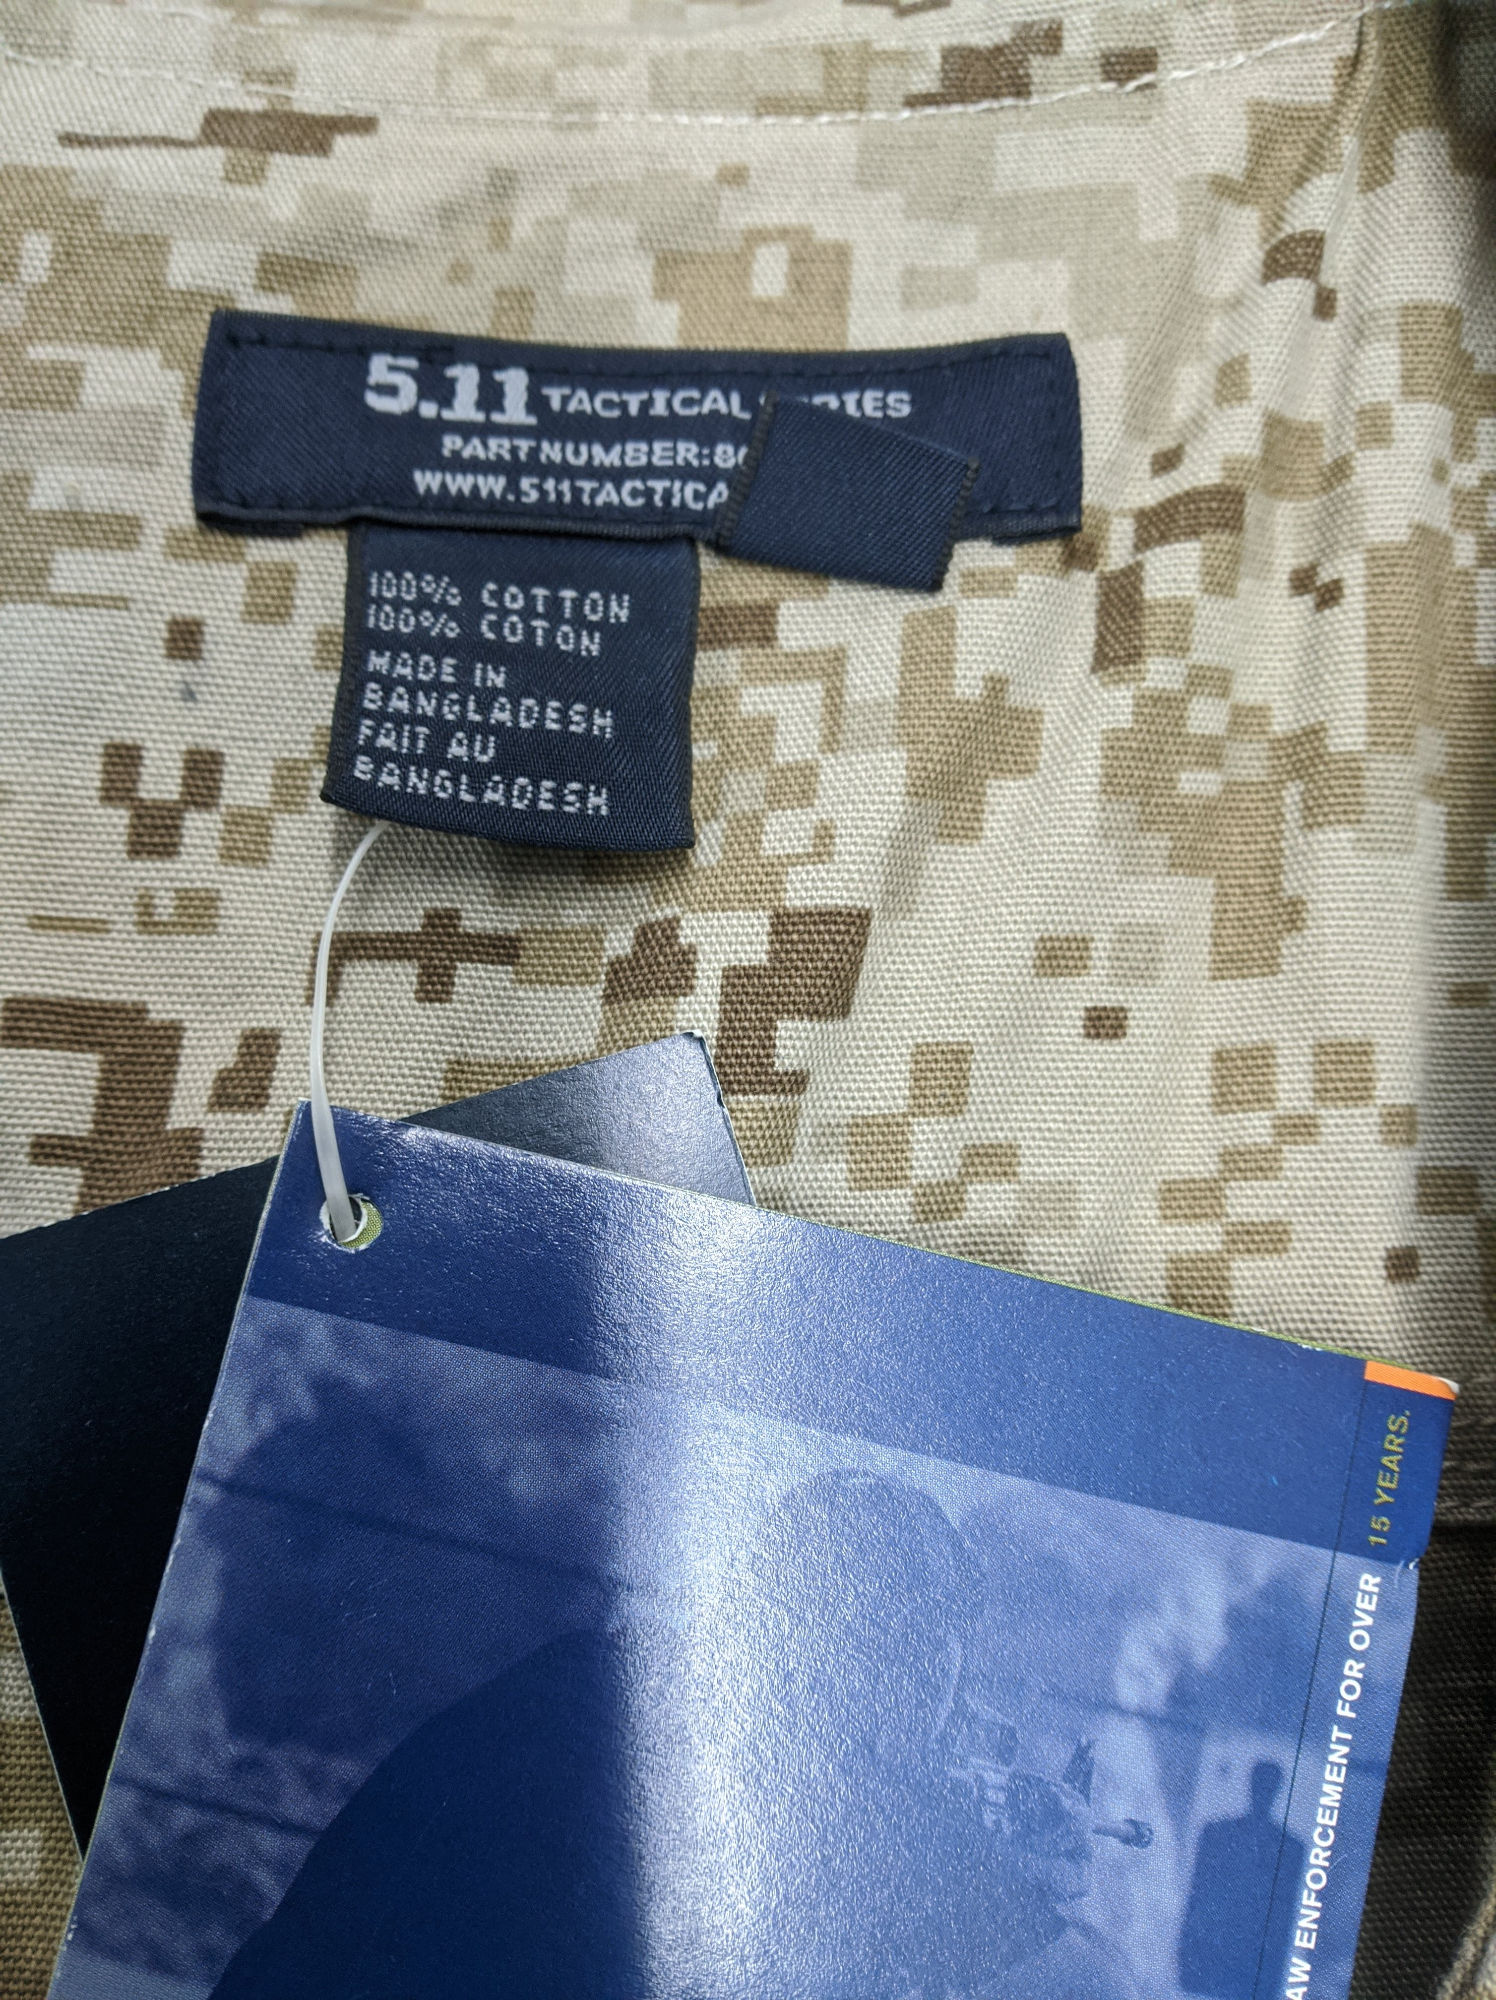 5.11 TACTICAL
PART NUMBER:8
WWW.511TACTICA
100% COTTON
100% COTON
MADE IN
BANGLADESH
FAIT AU
BANGLADESH
AW ENFORCEMENT FOR OVER 15 YEARS.